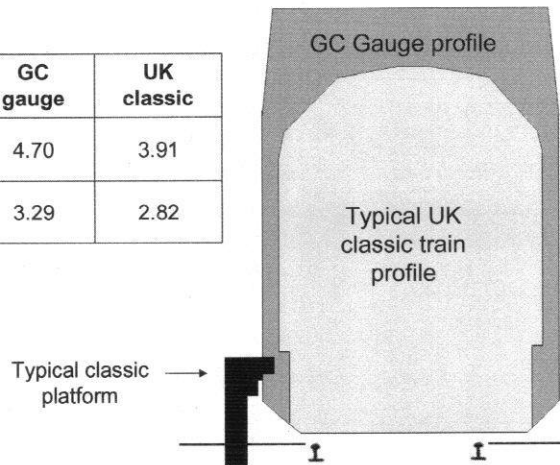 GC Gauge profile
GC gauge
UK classic
4.70
3.91
3.29
2.82
Typical UK
classic train
profile
Typical classic
platform